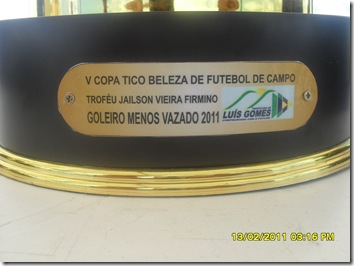 V COPA TICO BELEZA DE FUTEBOL DE CAMPO
TROFÉU JAILSON VIEIRA FIRMINO
GOLEIRO MENOS VAZADO 2011
LUÍS GOMES
13/02/2011 03:16 PM